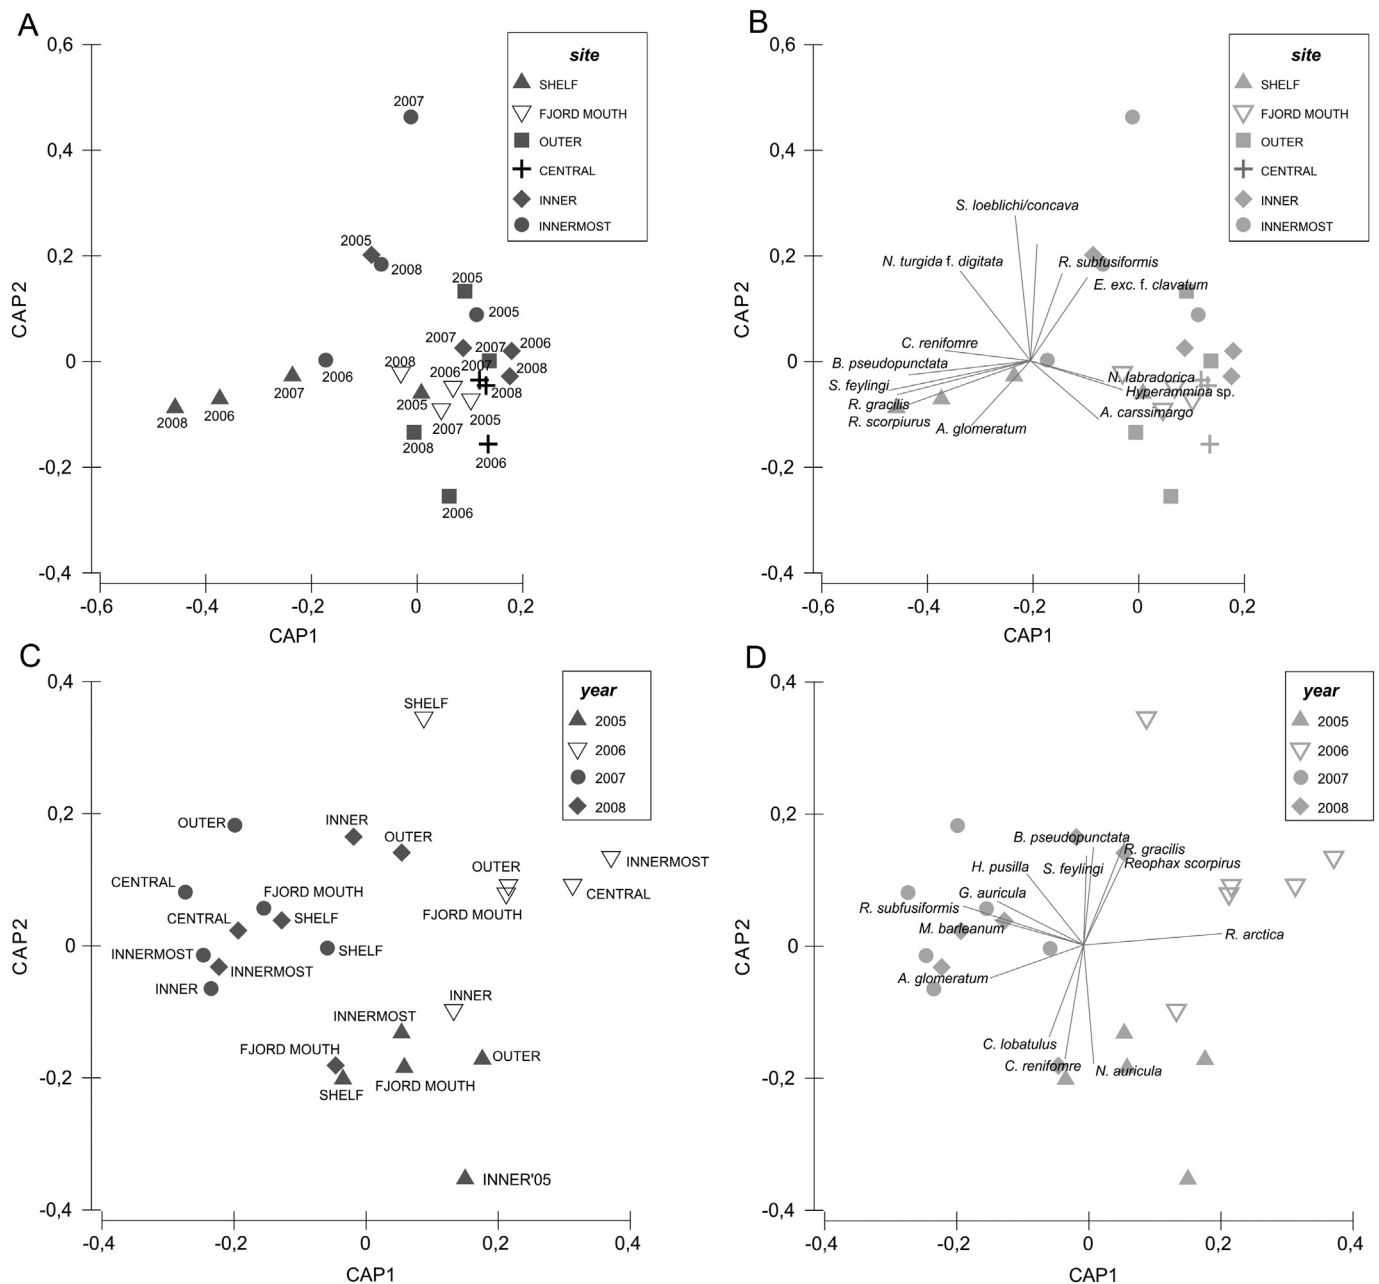 A
0,6
0,4
0,2
0
-0,2
-0,4
CAP2
-0,6
-0,4
-0,2
0
0,2
CAP1
site
SHELF
FJORD MOUTH
OUTER
CENTRAL
INNER
INNERMOST
2007
2005
2008
2005
2005
2007
2007
2006
2006
2008
2006
2007
2008
2007
2005
2008
2006
2008
2007
2005
2008
2006
2006
B
0,6
0,4
0,2
0
-0,2
-0,4
CAP2
-0,6
-0,4
-0,2
0
0,2
CAP1
site
SHELF
FJORD MOUTH
OUTER
CENTRAL
INNER
INNERMOST
S. loeblichi/concava
N. turgida f. digitata
R. subfusiformis
E. exc. f. clavatum
C. renifomre
B. pseudopunctata
S. feylingi
R. gracilis
R. scorpiurus
A. glomeratum
N. labradorica
Hyperammina sp.
A. carssimargo
C
0,4
0,2
0
-0,2
-0,4
CAP2
-0,4
-0,2
0
0,2
0,4
CAP1
year
2005
2006
2007
2008
SHELF
OUTER
INNER
OUTER
INNERMOST
OUTER
CENTRAL
CENTRAL
FJORD MOUTH
FJORD MOUTH
CENTRAL
SHELF
INNERMOST
SHELF
INNERMOST
INNER
INNER
INNERMOST
FJORD MOUTH
OUTER
FJORD MOUTH
SHELF
INNER'05
D
0,4
0,2
0
-0,2
-0,4
CAP2
-0,4
-0,2
0
0,2
0,4
CAP1
year
2005
2006
2007
2008
B. pseudopunctata
R. gracilis
Reophax scorpirus
H. pusilla
S. feylingi
G. auricula
R. subfusiformis
M. barleanum
R. arctica
A. glomeratum
C. lobatulus
C. renifomre
N. auricula